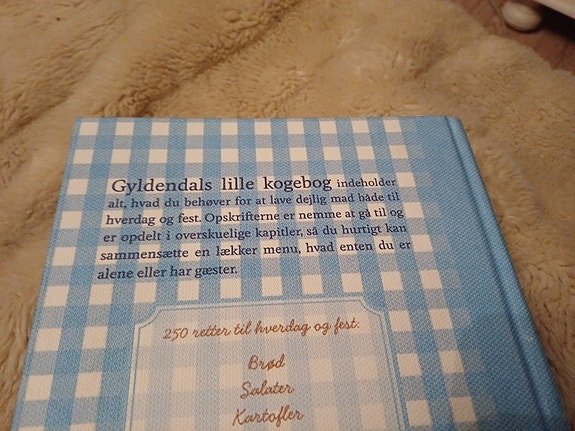 Gyldendals lille kogebog indeholder
alt, hvad du behøver for at lave dejlig mad både til
hverdag og fest. Opskrifterne er nemme at gå til og
er opdelt i overskuelige kapitler, så du hurtigt kan
sammensætte en lækker menu, hvad enten du er
alene eller har gæster.
250 retter til hverdag og fest:
Brød
Salater
Kartofler